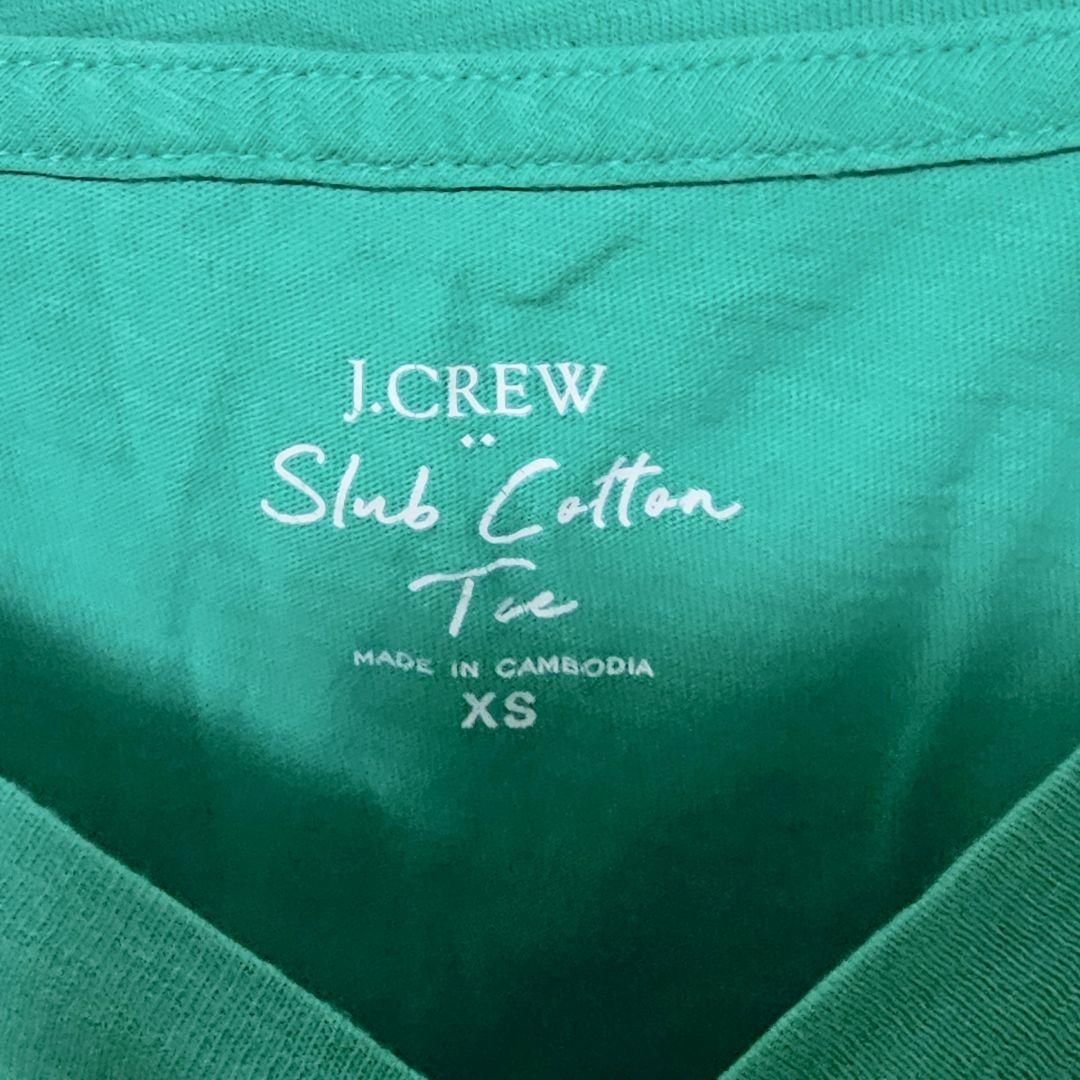 J.CREW
Slub Cotton
Tee
MADE IN CAMBODIA
XS